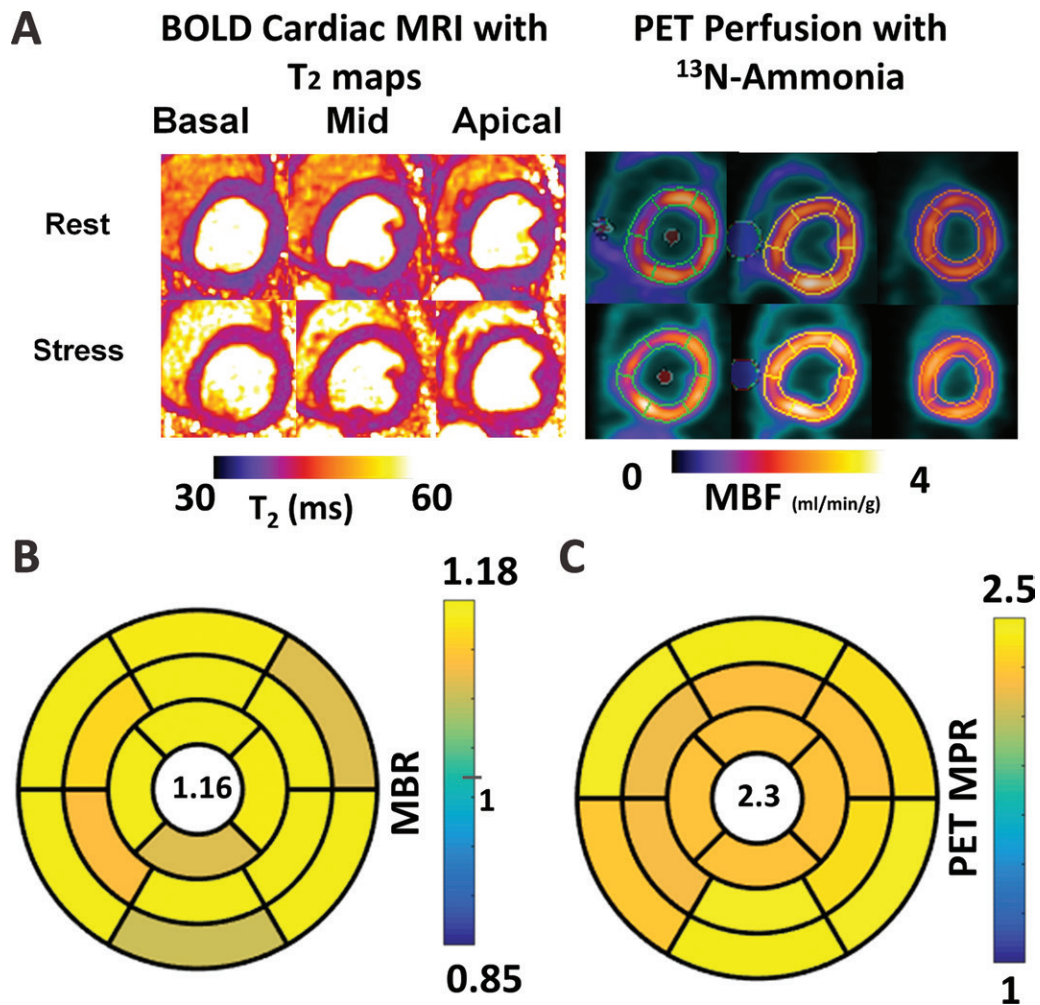 A
BOLD Cardiac MRI with
T₂ maps
PET Perfusion with
¹³N-Ammonia
Basal Mid Apical
Rest
Stress
30 60
T₂ (ms)
0 4
MBF (ml/min/g)
B
1.18
1.16
MBR
1
0.85
C
2.5
2.3
PET MPR
1